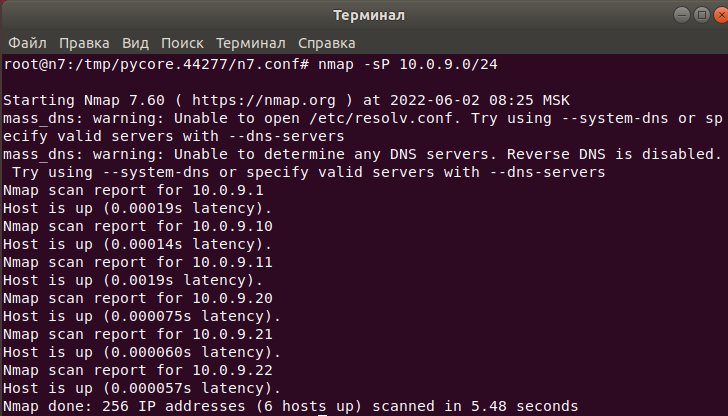 Терминал
Файл Правка Вид Поиск Терминал Справка
root@n7:/tmp/pycore.44277/n7.conf# nmap -sP 10.0.9.0/24
Starting Nmap 7.60 ( https://nmap.org ) at 2022-06-02 08:25 MSK
mass_dns: warning: Unable to open /etc/resolv.conf. Try using --system-dns or sp
ecify valid servers with --dns-servers
mass_dns: warning: Unable to determine any DNS servers. Reverse DNS is disabled.
 Try using --system-dns or specify valid servers with --dns-servers
Nmap scan report for 10.0.9.1
Host is up (0.00019s latency).
Nmap scan report for 10.0.9.10
Host is up (0.00014s latency).
Nmap scan report for 10.0.9.11
Host is up (0.0019s latency).
Nmap scan report for 10.0.9.20
Host is up (0.000075s latency).
Nmap scan report for 10.0.9.21
Host is up (0.000060s latency).
Nmap scan report for 10.0.9.22
Host is up (0.000057s latency).
Nmap done: 256 IP addresses (6 hosts up) scanned in 5.48 seconds